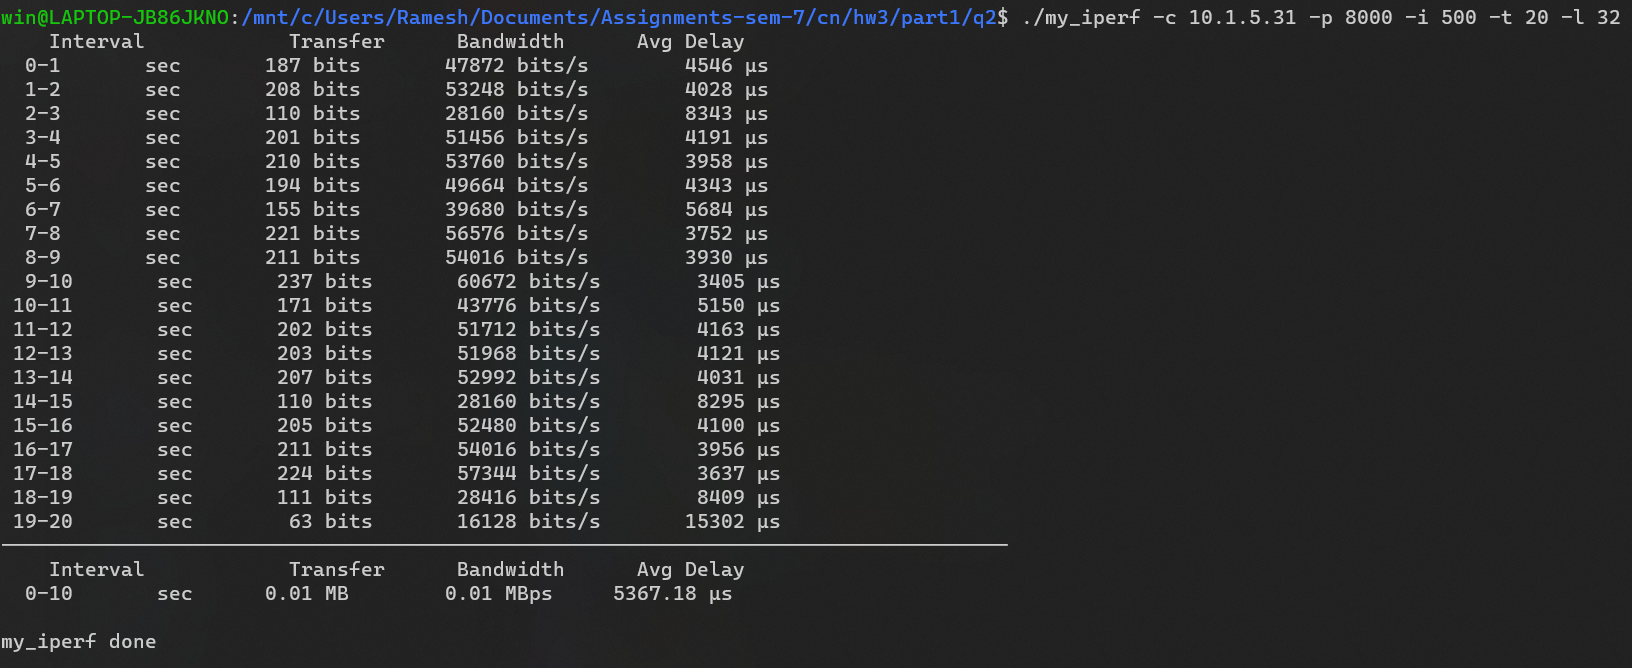 win@LAPTOP-JB86JKNO:/mnt/c/Users/Ramesh/Documents/Assignments-sem-7/cn/hw3/part1/q2$ ./my_iperf -c 10.1.5.31 -p 8000 -i 500 -t 20 -l 32
Interval Transfer Bandwidth Avg Delay
0-1 sec 187 bits 47872 bits/s 4546 µs
1-2 sec 208 bits 53248 bits/s 4028 µs
2-3 sec 110 bits 28160 bits/s 8343 µs
3-4 sec 201 bits 51456 bits/s 4191 µs
4-5 sec 210 bits 53760 bits/s 3958 µs
5-6 sec 194 bits 49664 bits/s 4343 µs
6-7 sec 155 bits 39680 bits/s 5684 µs
7-8 sec 221 bits 56576 bits/s 3752 µs
8-9 sec 211 bits 54016 bits/s 3930 µs
9-10 sec 237 bits 60672 bits/s 3405 µs
10-11 sec 171 bits 43776 bits/s 5150 µs
11-12 sec 202 bits 51712 bits/s 4163 µs
12-13 sec 203 bits 51968 bits/s 4121 µs
13-14 sec 207 bits 52992 bits/s 4031 µs
14-15 sec 110 bits 28160 bits/s 8295 µs
15-16 sec 205 bits 52480 bits/s 4100 µs
16-17 sec 211 bits 54016 bits/s 3956 µs
17-18 sec 224 bits 57344 bits/s 3637 µs
18-19 sec 111 bits 28416 bits/s 8409 µs
19-20 sec 63 bits 16128 bits/s 15302 µs
Interval Transfer Bandwidth Avg Delay
0-10 sec 0.01 MB 0.01 MBps 5367.18 µs
my_iperf done